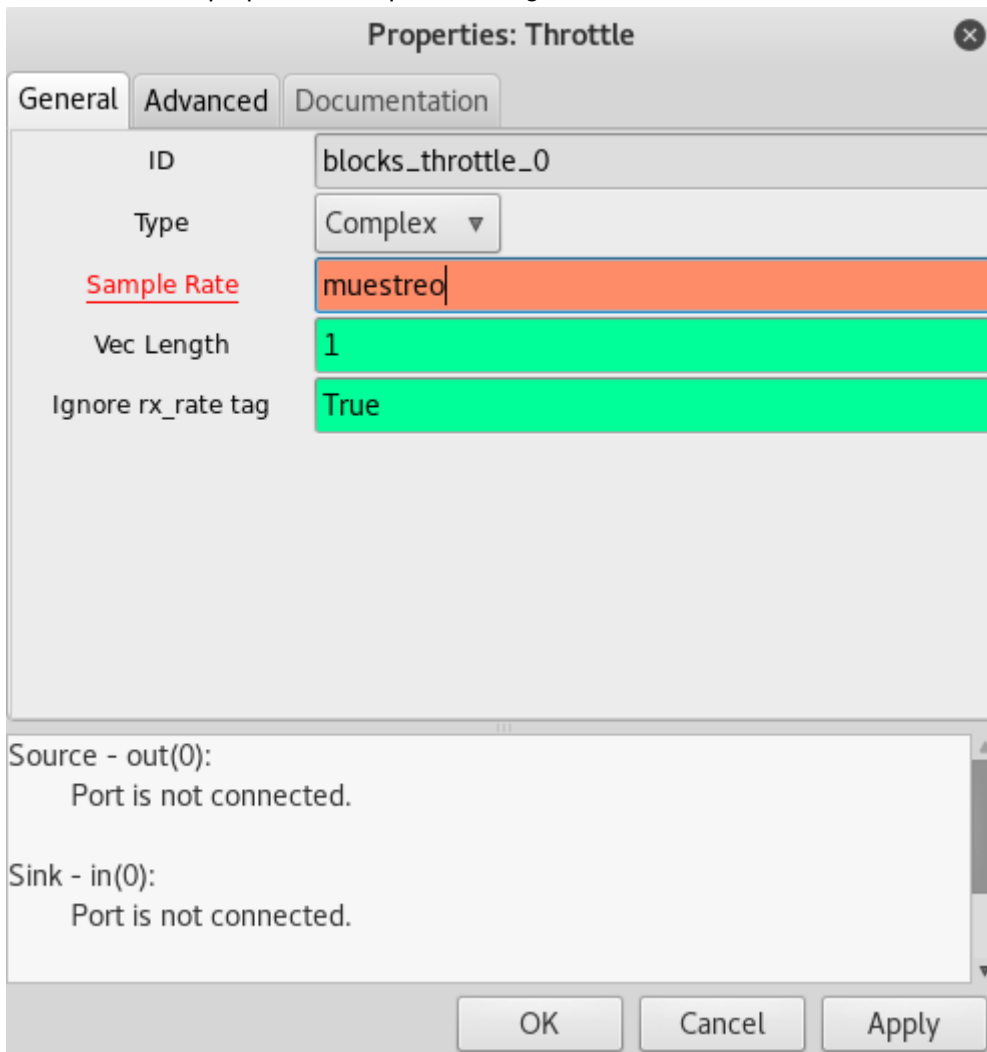 Properties: Throttle
General Advanced Documentation
ID blocks_throttle_0
Type Complex
Sample Rate muestreo
Vec Length 1
Ignore rx_rate tag True
Source - out(0):
Port is not connected.
Sink - in(0):
Port is not connected.
OK Cancel Apply